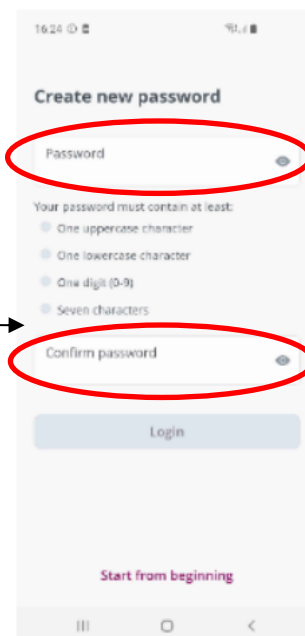 16:24
Create new password
Password
Your password must contain at least:
One uppercase character
One lowercase character
One digit (0-9)
Seven characters
Confirm password
Login
Start from beginning